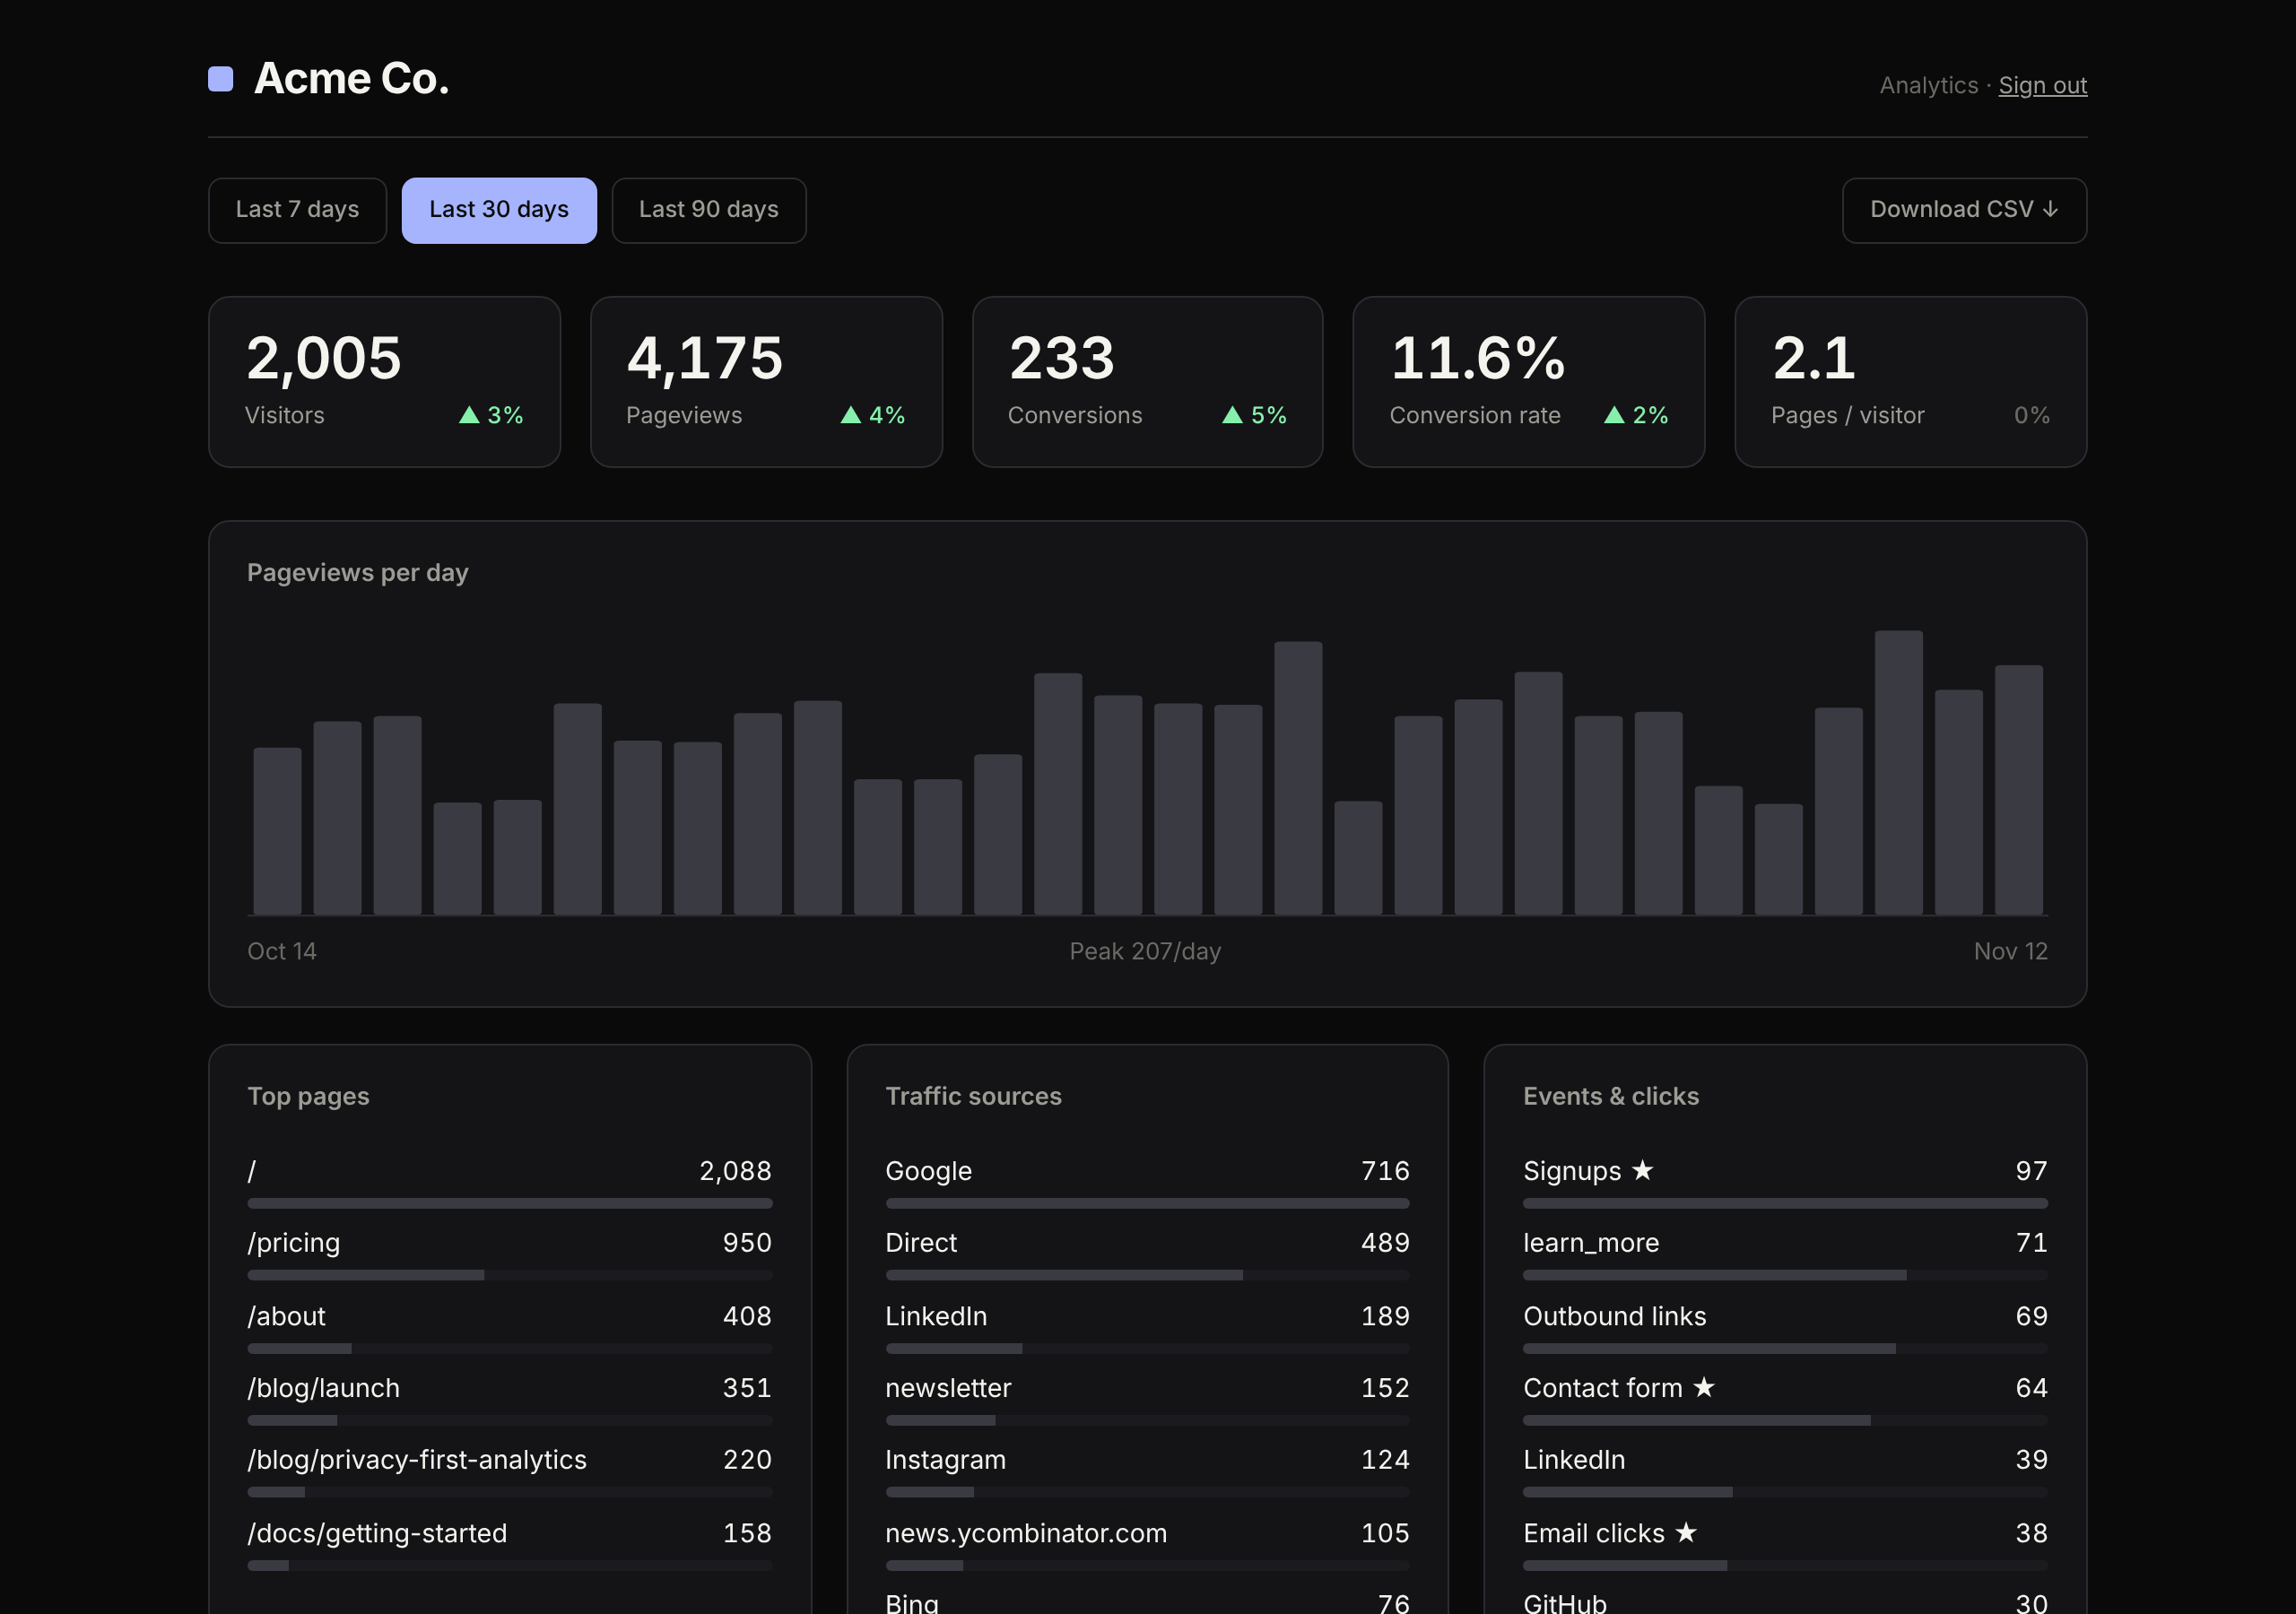 Acme Co.
Analytics · Sign out
Last 7 days
Last 30 days
Last 90 days
Download CSV ↓
2,005
Visitors
▲ 3%
4,175
Pageviews
▲ 4%
233
Conversions
▲ 5%
11.6%
Conversion rate
▲ 2%
2.1
Pages / visitor
0%
Pageviews per day
Oct 14
Peak 207/day
Nov 12
Top pages
/ 2,088
/pricing 950
/about 408
/blog/launch 351
/blog/privacy-first-analytics 220
/docs/getting-started 158
Traffic sources
Google 716
Direct 489
LinkedIn 189
newsletter 152
Instagram 124
news.ycombinator.com 105
Bing 76
Events & clicks
Signups ★ 97
learn_more 71
Outbound links 69
Contact form ★ 64
LinkedIn 39
Email clicks ★ 38
GitHub 30